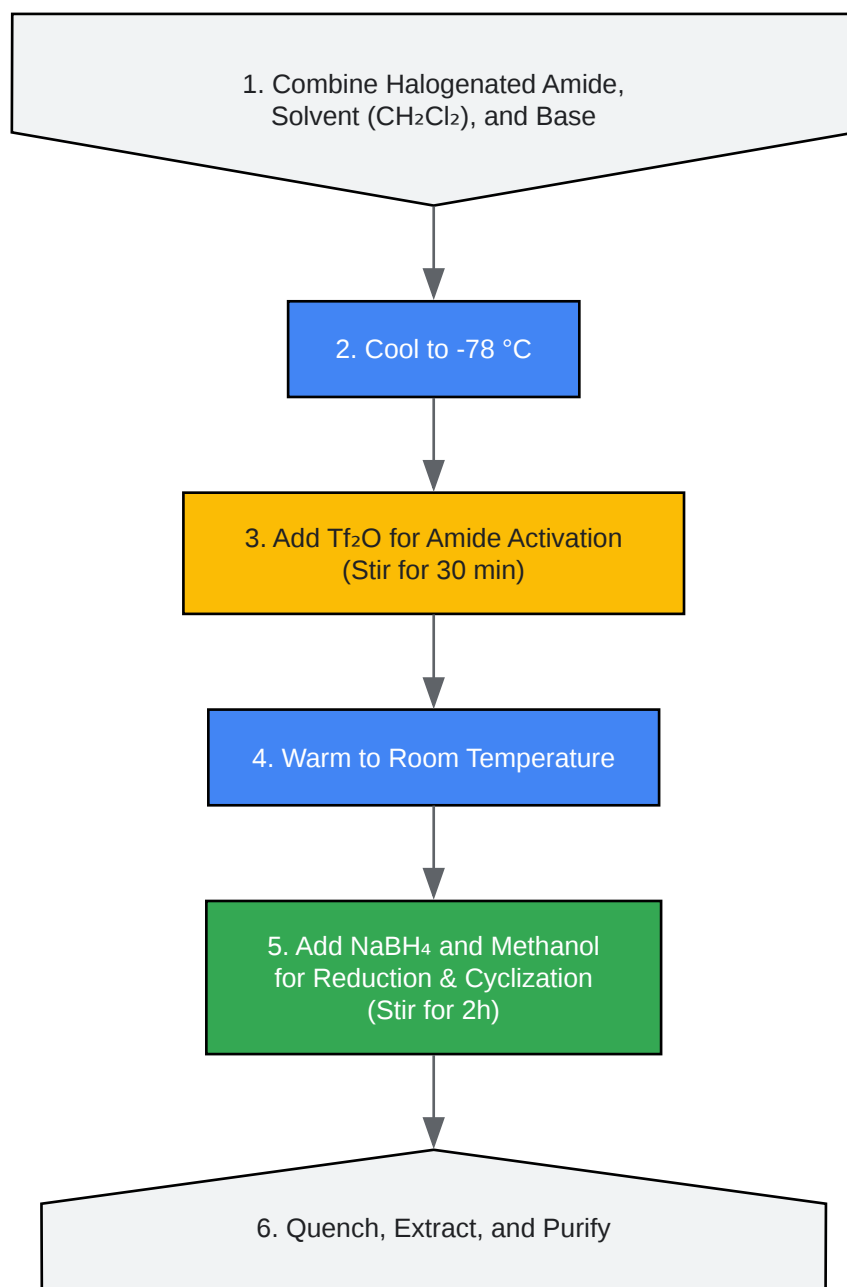 1. Combine Halogenated Amide,
Solvent (CH₂Cl₂), and Base
2. Cool to -78 °C
3. Add Tf₂O for Amide Activation
(Stir for 30 min)
4. Warm to Room Temperature
5. Add NaBH₄ and Methanol
for Reduction & Cyclization
(Stir for 2h)
6. Quench, Extract, and Purify